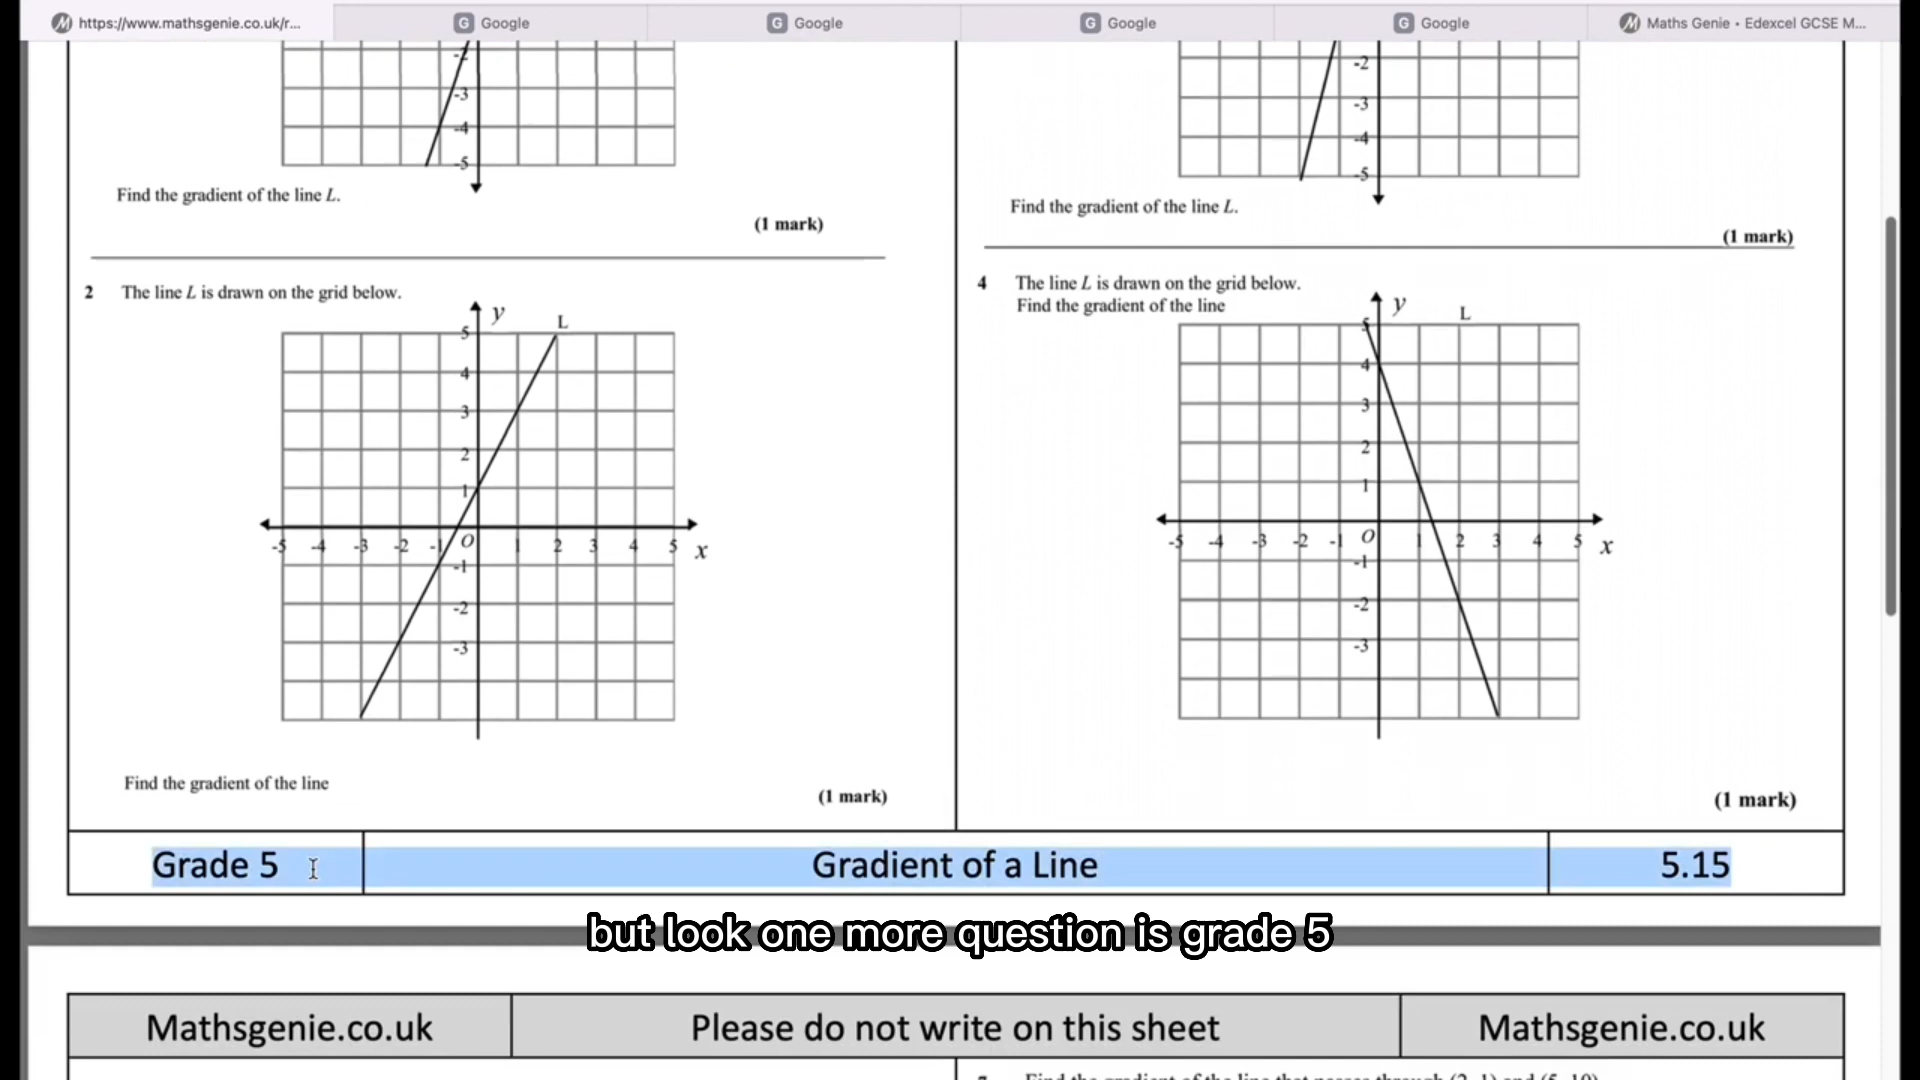 https://www.mathsgenie.co.uk/r...
Google
Google
Google
Google
Maths Genie • Edexcel GCSE M...
-3
-4
-5
Find the gradient of the line L.
(1 mark)
2 The line L is drawn on the grid below.
y
L
5
4
3
2
1
-5 -4 -3 -2 -1 O 1 2 3 4 5 x
-1
-2
-3
Find the gradient of the line
(1 mark)
-2
-3
-4
-5
Find the gradient of the line L.
(1 mark)
4 The line L is drawn on the grid below.
Find the gradient of the line
y
L
5
4
3
2
1
-5 -4 -3 -2 -1 O 2 3 4 5 x
-1
-2
-3
(1 mark)
Grade 5 Gradient of a Line 5.15
but look one more question is grade 5
Mathsgenie.co.uk Please do not write on this sheet Mathsgenie.co.uk